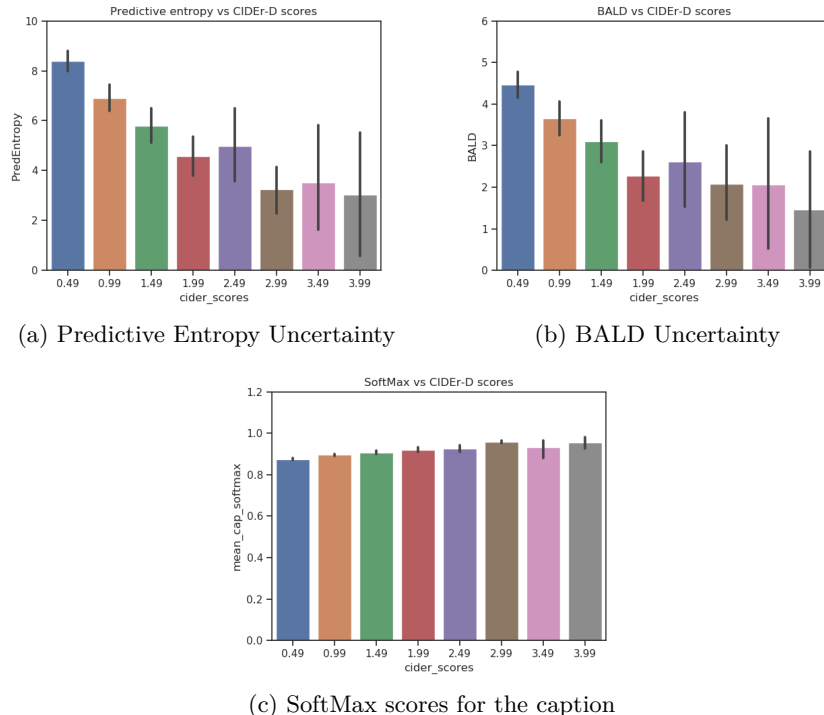 Predictive entropy vs CIDEr-D scores
10
8
6
4
2
0
PredEntropy
0.49 0.99 1.49 1.99 2.49 2.99 3.49 3.99
cider_scores
(a) Predictive Entropy Uncertainty
BALD vs CIDEr-D scores
6
5
4
3
2
1
0
BALD
0.49 0.99 1.49 1.99 2.49 2.99 3.49 3.99
cider_scores
(b) BALD Uncertainty
SoftMax vs CIDEr-D scores
1.2
1.0
0.8
0.6
0.4
0.2
0.0
mean_cap_softmax
0.49 0.99 1.49 1.99 2.49 2.99 3.49 3.99
cider_scores
(c) SoftMax scores for the caption